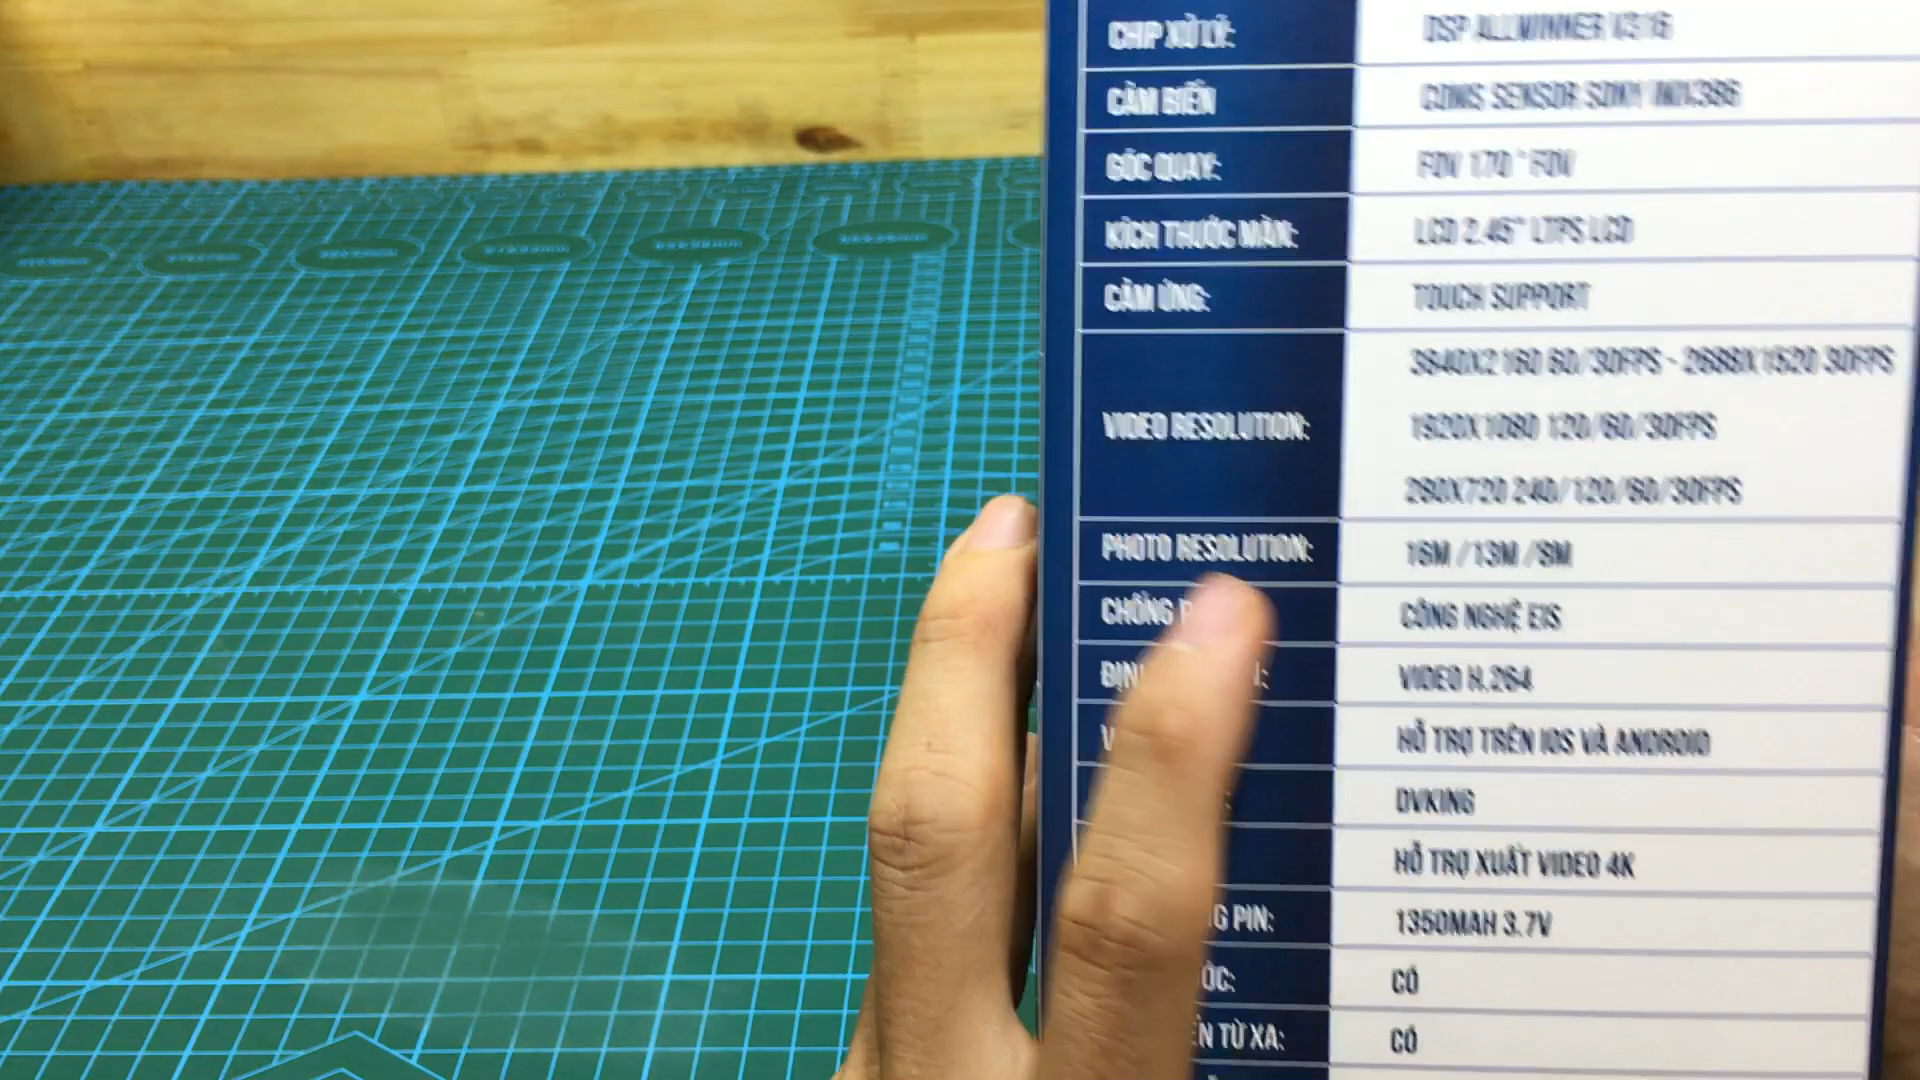 CHIP XỬ LÝ: DSP ALLWINNER V316
CẢM BIẾN COMS SENSOR SONY IMX386
GÓC QUAY: FOV 170 ° FOV
KÍCH THƯỚC MÀN: LCD 2.45" LTPS LCD
CẢM ỨNG: TOUCH SUPPORT
3840X2160 60/30FPS - 2688X1520 30FPS
VIDEO RESOLUTION: 1920X1080 120/60/30FPS
280X720 240/120/60/30FPS
PHOTO RESOLUTION: 16M /13M /8M
CHỐNG CÔNG NGHỆ EIS
VIDEO H.264
HỖ TRỢ TRÊN IOS VÀ ANDROID
DVKING
HỖ TRỢ XUẤT VIDEO 4K
PIN: 1350MAH 3.7V
CÓ
TỪ XA: CÓ